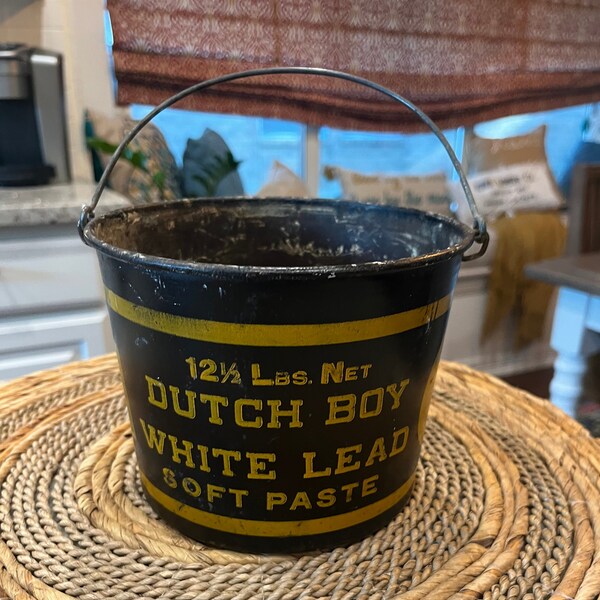 12½ LBS. NET
DUTCH BOY
WHITE LEAD
SOFT PASTE